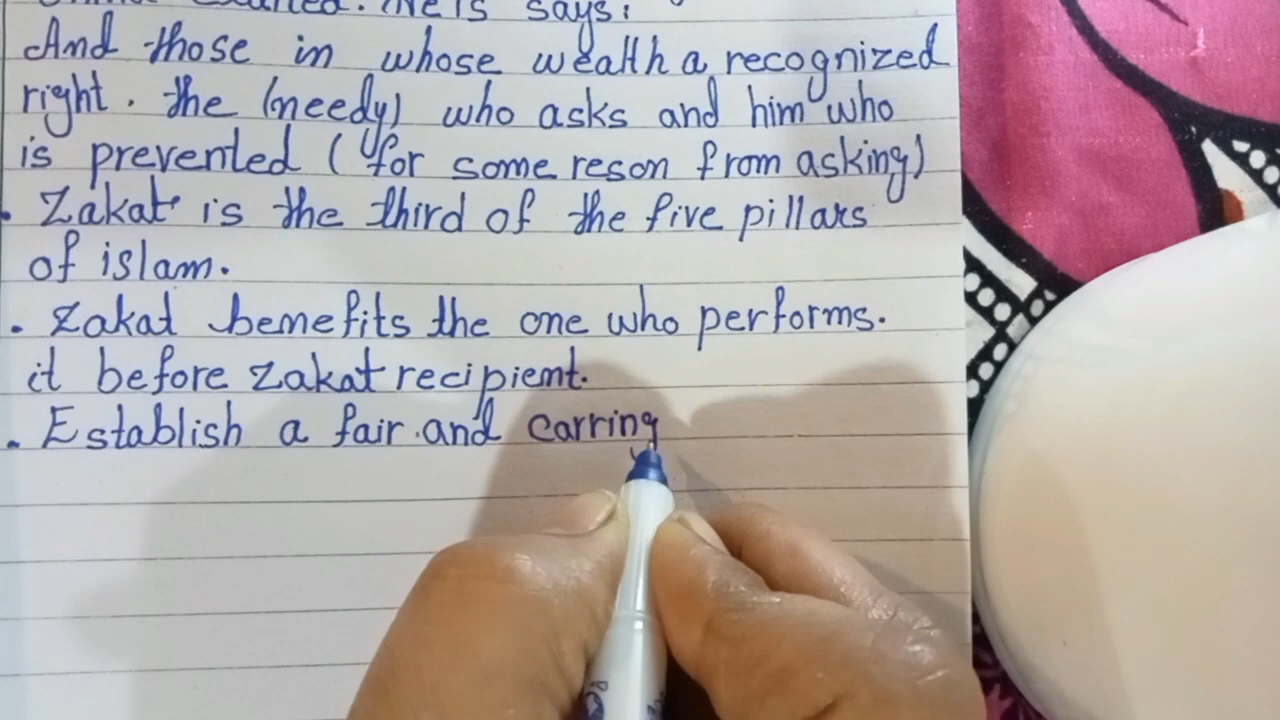 says:
And those in whose wealth a recognized
right. the (needy) who asks and him who
is prevented (for some reson from asking)
. Zakat is the third of the five pillars
of islam.
. Zakat benefits the one who performs.
it before Zakat recipient.
. Establish a fair and Carring